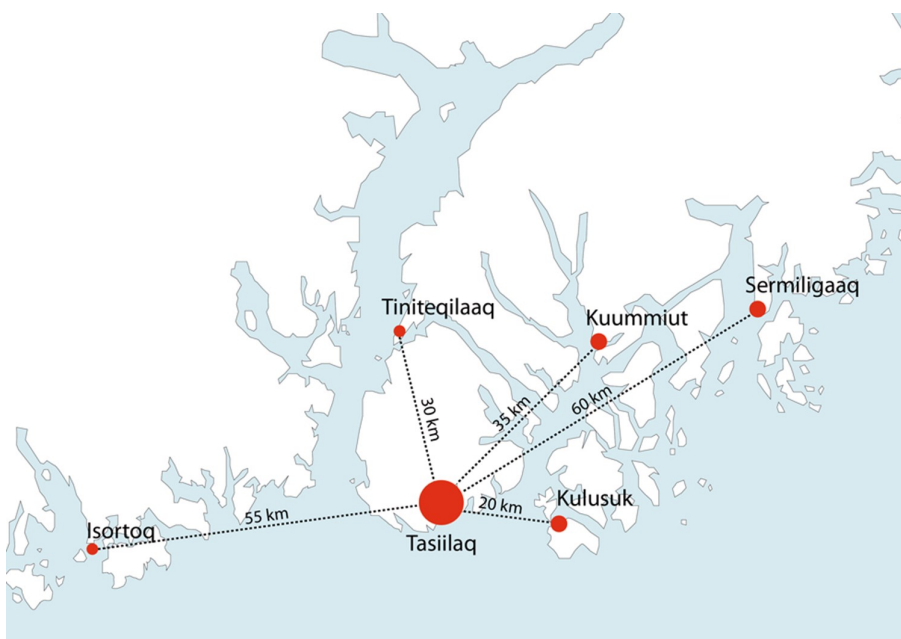 Sermiligaaq
Tiniteqilaaq
Kuummiut
30 km
35 km
60 km
Kulusuk
20 km
55 km
Isortoq
Tasiilaq